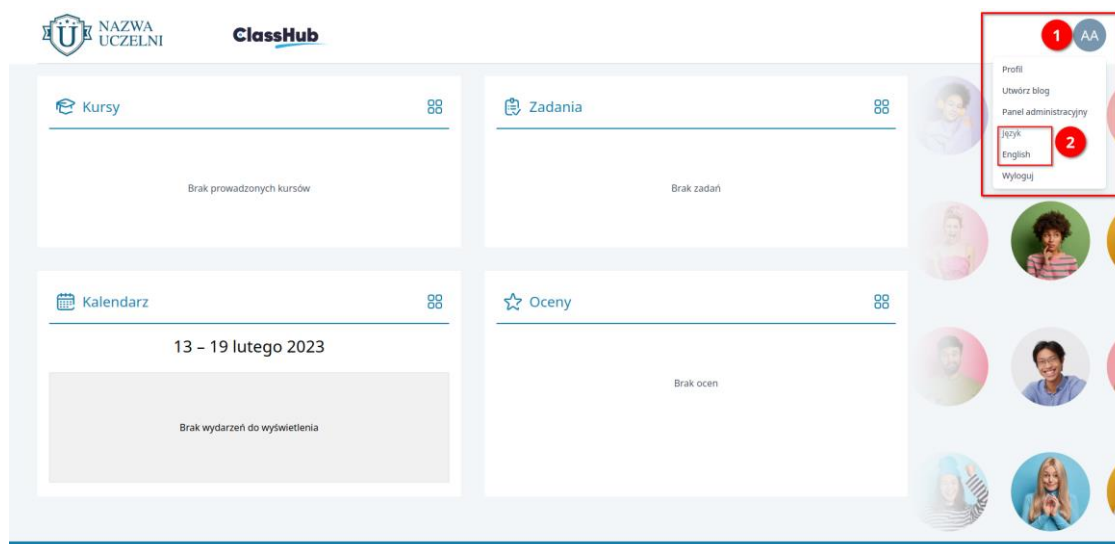 NAZWA
UCZELNI
ClassHub
1
AA
Profil
Utwórz blog
Panel administracyjny
Język
2
English
Wyloguj
Kursy
Brak prowadzonych kursów
Zadania
Brak zadań
Kalendarz
13 – 19 lutego 2023
Brak wydarzeń do wyświetlenia
Oceny
Brak ocen